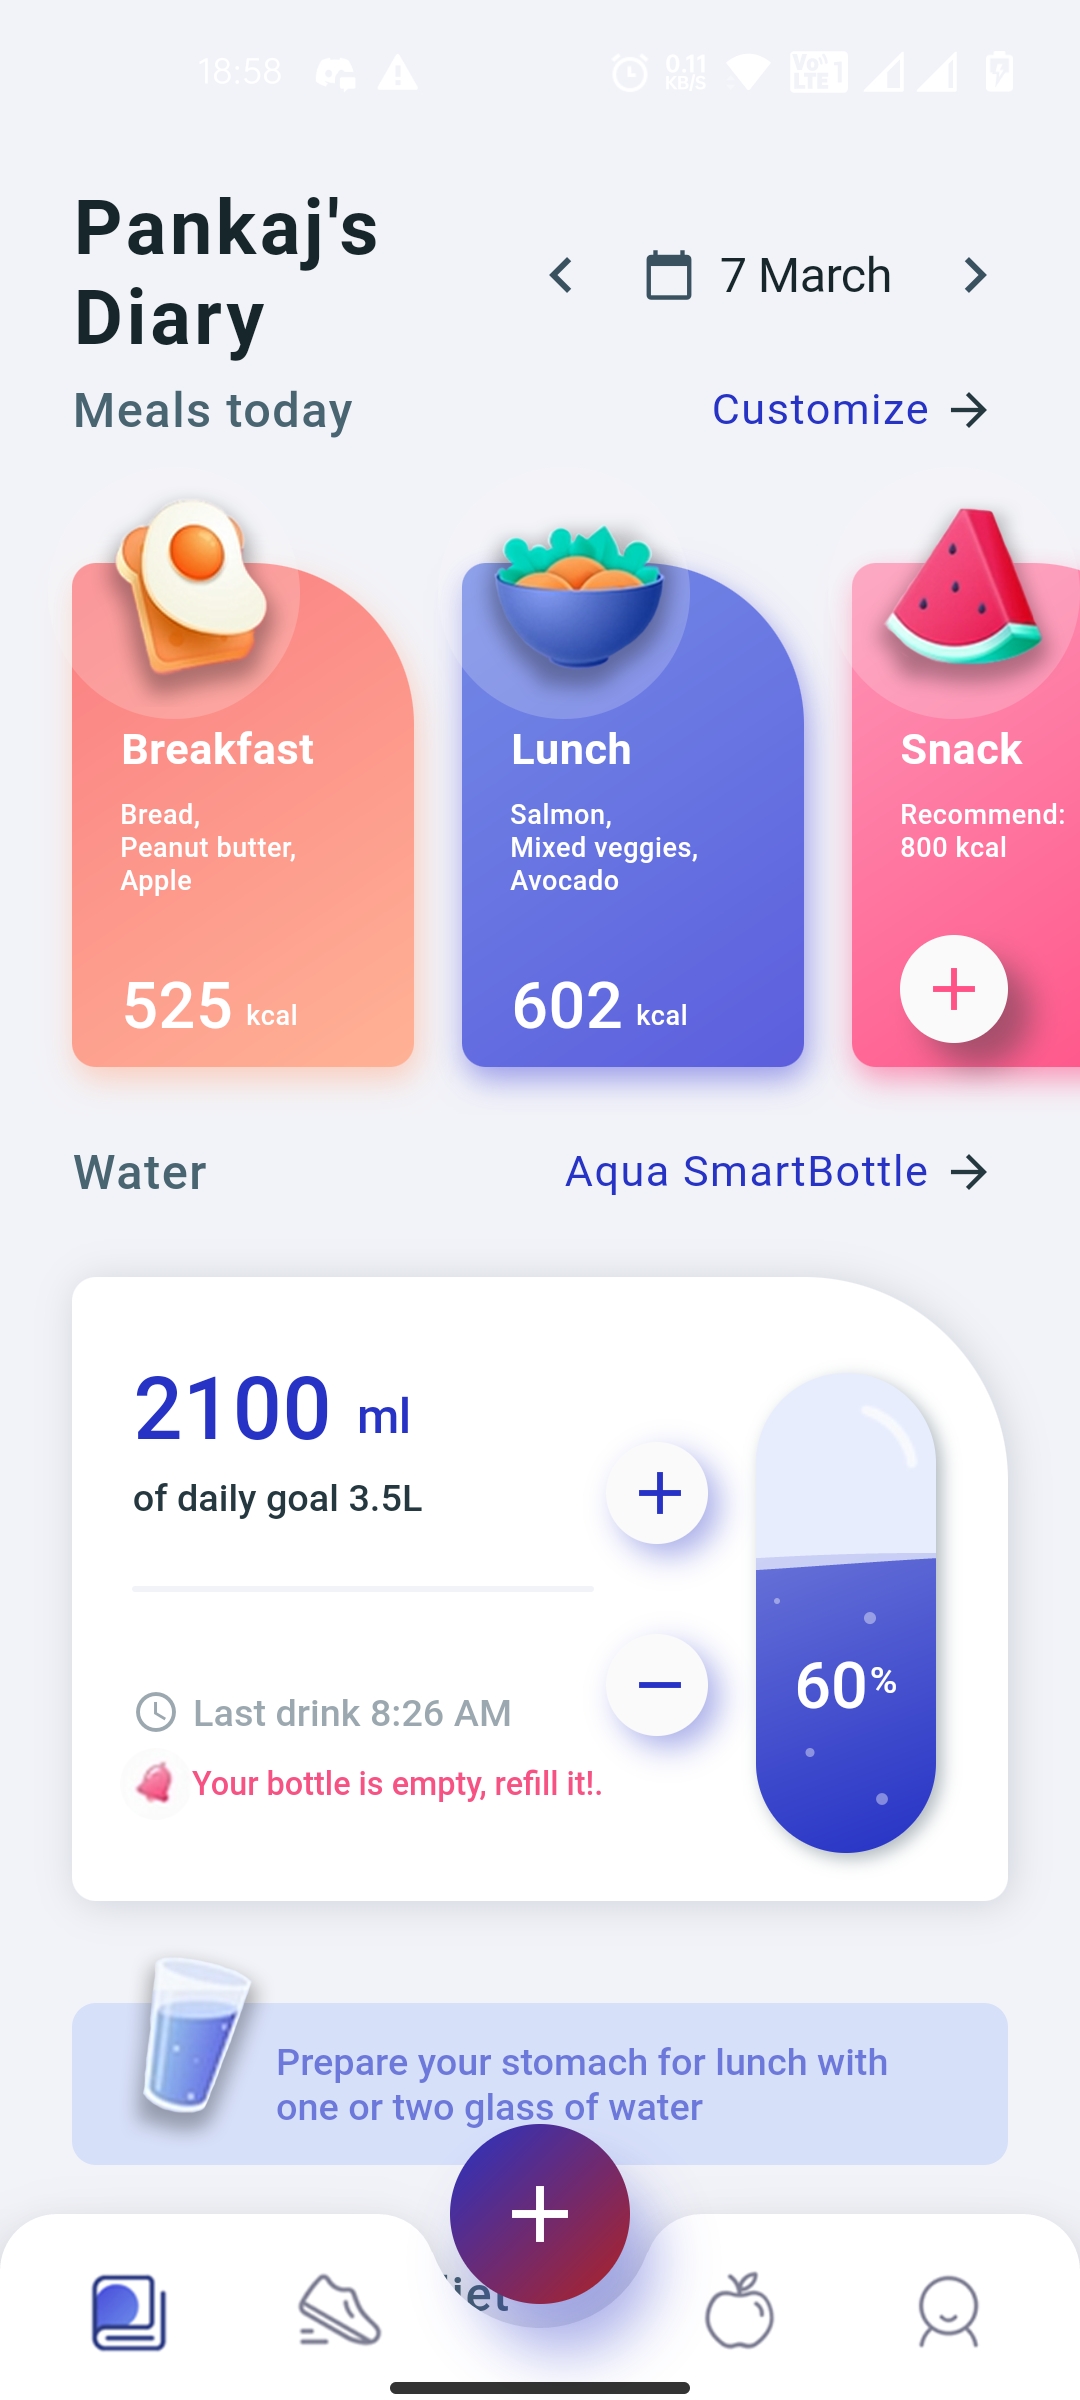 18:58
0.11
KB/S
Vo))
LTE 1
Pankaj's
Diary
7 March
Meals today
Customize
Breakfast
Bread,
Peanut butter,
Apple
525 kcal
Lunch
Salmon,
Mixed veggies,
Avocado
602 kcal
Snack
Recommend:
800 kcal
Water
Aqua SmartBottle
2100 ml
of daily goal 3.5L
60%
Last drink 8:26 AM
Your bottle is empty, refill it!.
Prepare your stomach for lunch with
one or two glass of water
iet